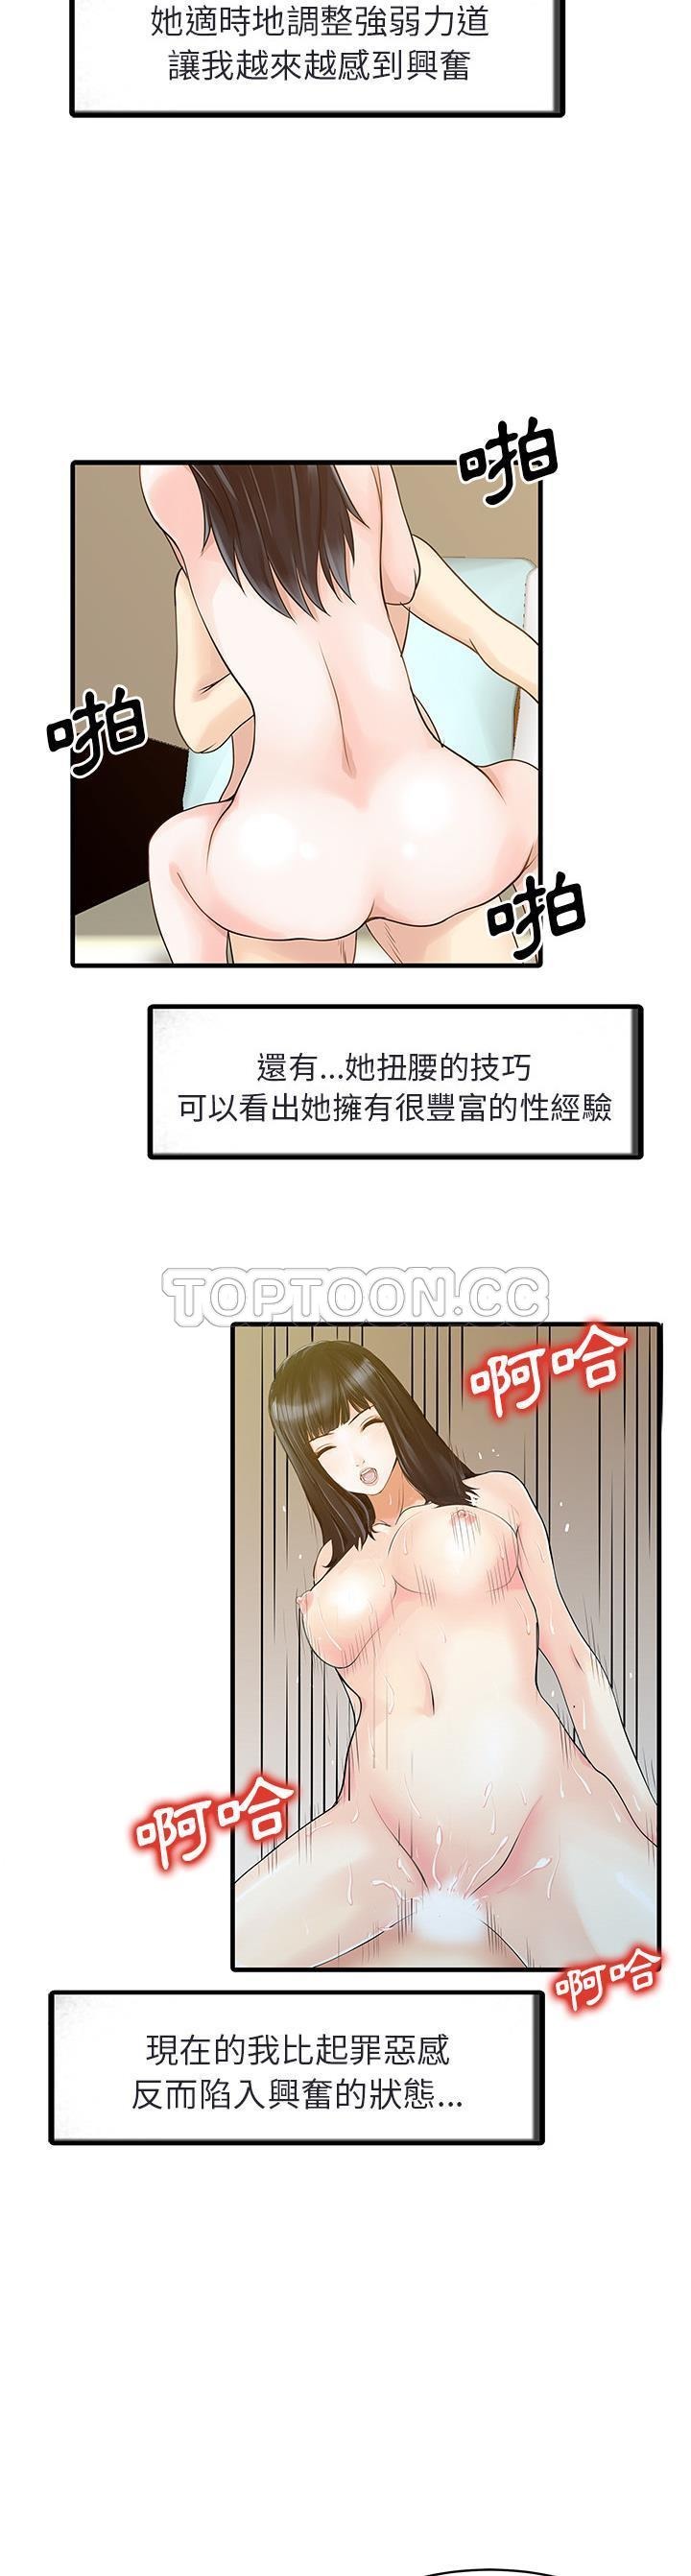 她適時地調整強弱力道
讓我越來越感到興奮
啪
啪
啪
還有...她扭腰的技巧
可以看出她擁有很豐富的性經驗
TOPTOON.CC
啊哈
啊哈
啊哈
現在的我比起罪惡感
反而陷入興奮的狀態...